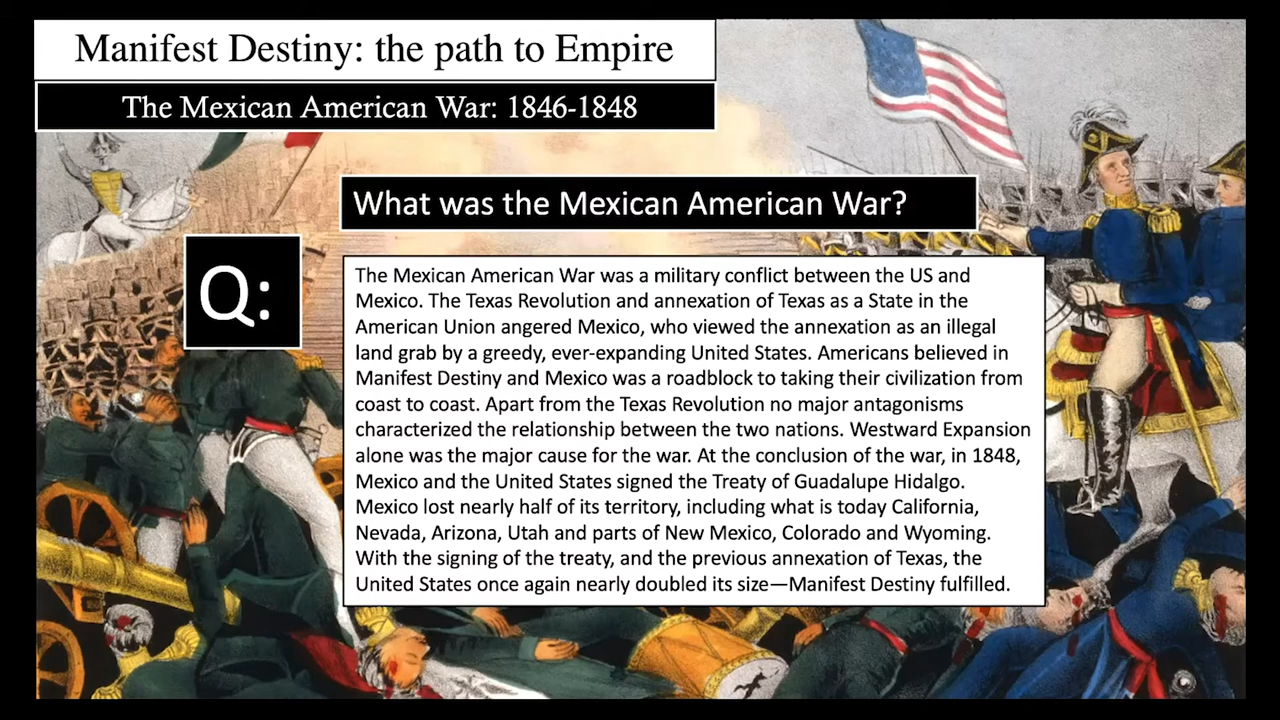 Manifest Destiny: the path to Empire
The Mexican American War: 1846-1848
What was the Mexican American War?
Q:
The Mexican American War was a military conflict between the US and
Mexico. The Texas Revolution and annexation of Texas as a State in the
American Union angered Mexico, who viewed the annexation as an illegal
land grab by a greedy, ever-expanding United States. Americans believed in
Manifest Destiny and Mexico was a roadblock to taking their civilization from
coast to coast. Apart from the Texas Revolution no major antagonisms
characterized the relationship between the two nations. Westward Expansion
alone was the major cause for the war. At the conclusion of the war, in 1848,
Mexico and the United States signed the Treaty of Guadalupe Hidalgo.
Mexico lost nearly half of its territory, including what is today California,
Nevada, Arizona, Utah and parts of New Mexico, Colorado and Wyoming.
With the signing of the treaty, and the previous annexation of Texas, the
United States once again nearly doubled its size—Manifest Destiny fulfilled.